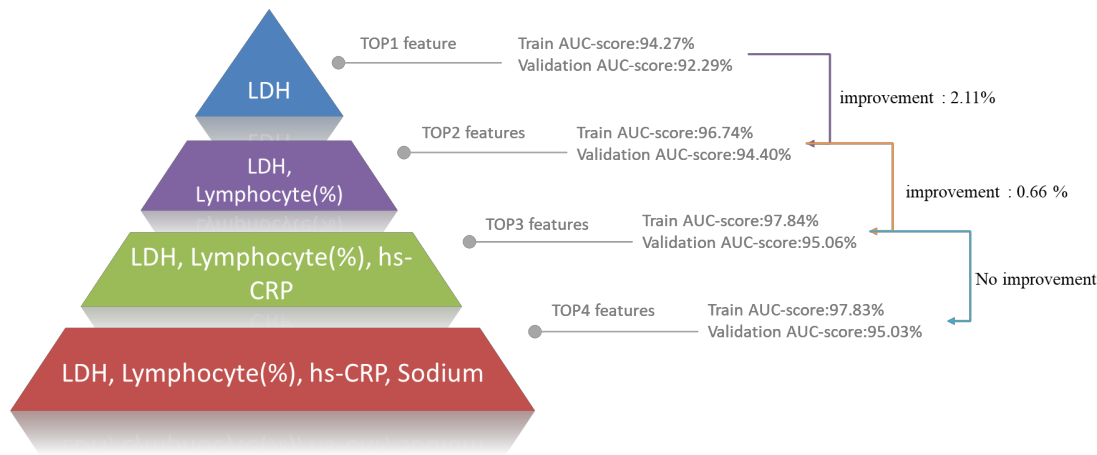 TOP1 feature
Train AUC-score:94.27%
Validation AUC-score:92.29%
LDH
improvement : 2.11%
TOP2 features
Train AUC-score:96.74%
Validation AUC-score:94.40%
LDH,
Lymphocyte(%)
improvement : 0.66 %
TOP3 features
Train AUC-score:97.84%
Validation AUC-score:95.06%
LDH, Lymphocyte(%), hs-
CRP
No improvement
TOP4 features
Train AUC-score:97.83%
Validation AUC-score:95.03%
LDH, Lymphocyte(%), hs-CRP, Sodium